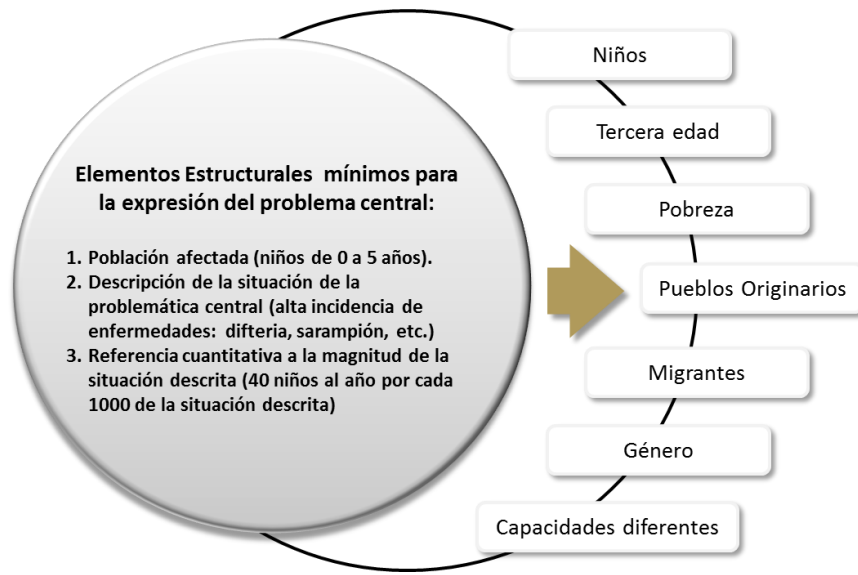 Elementos Estructurales mínimos para
la expresión del problema central:
1. Población afectada (niños de 0 a 5 años).
2. Descripción de la situación de la
problemática central (alta incidencia de
enfermedades: difteria, sarampión, etc.)
3. Referencia cuantitativa a la magnitud de la
situación descrita (40 niños al año por cada
1000 de la situación descrita)
Niños
Tercera edad
Pobreza
Pueblos Originarios
Migrantes
Género
Capacidades diferentes